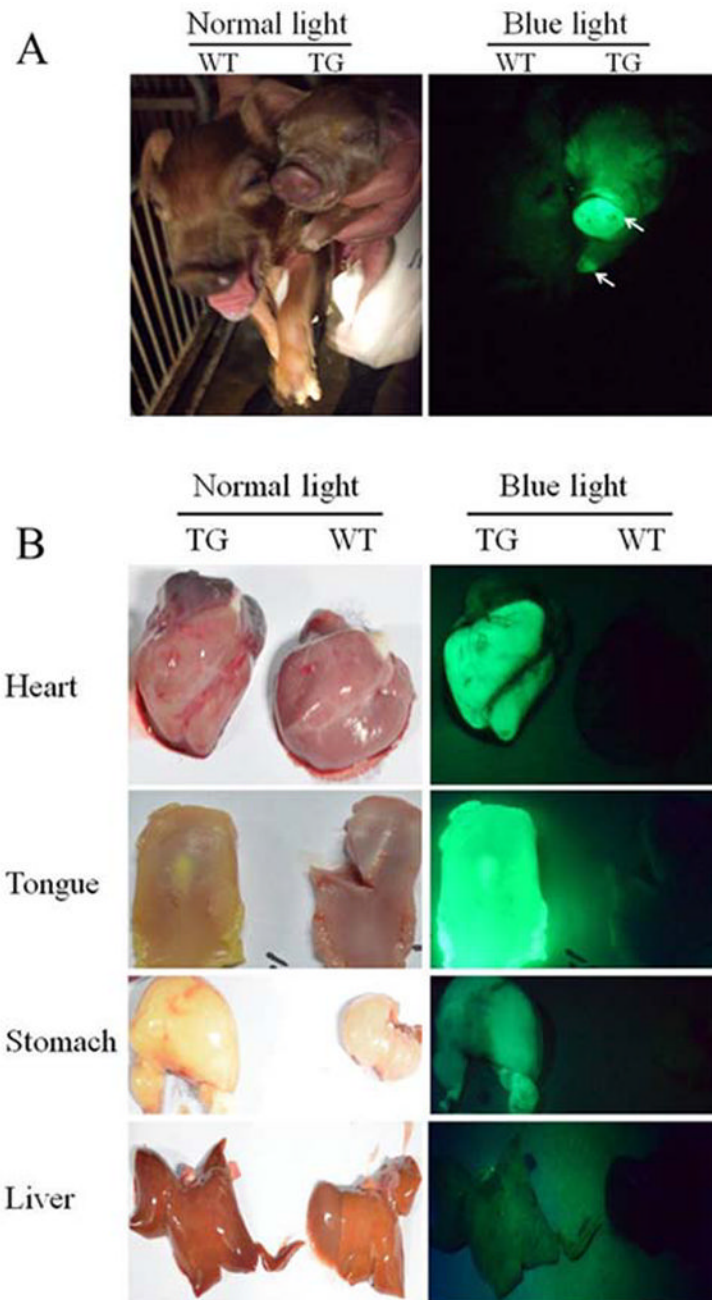 A
Normal light
WT TG
Blue light
WT TG
B
Normal light
TG WT
Blue light
TG WT
Heart
Tongue
Stomach
Liver